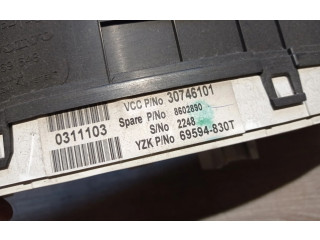 VCC P/No 30746101
Spare P/No 8602890
0311103
S/No 2248
YZK P/No 69594-830T